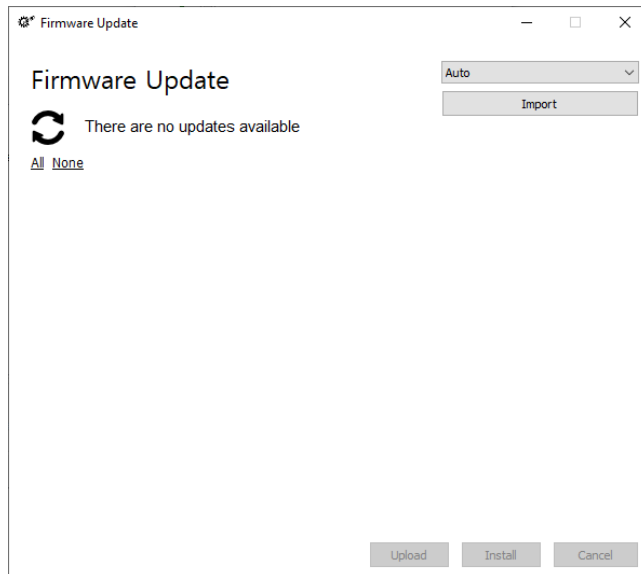 Firmware Update
Firmware Update
Auto
Import
There are no updates available
All None
Upload Install Cancel